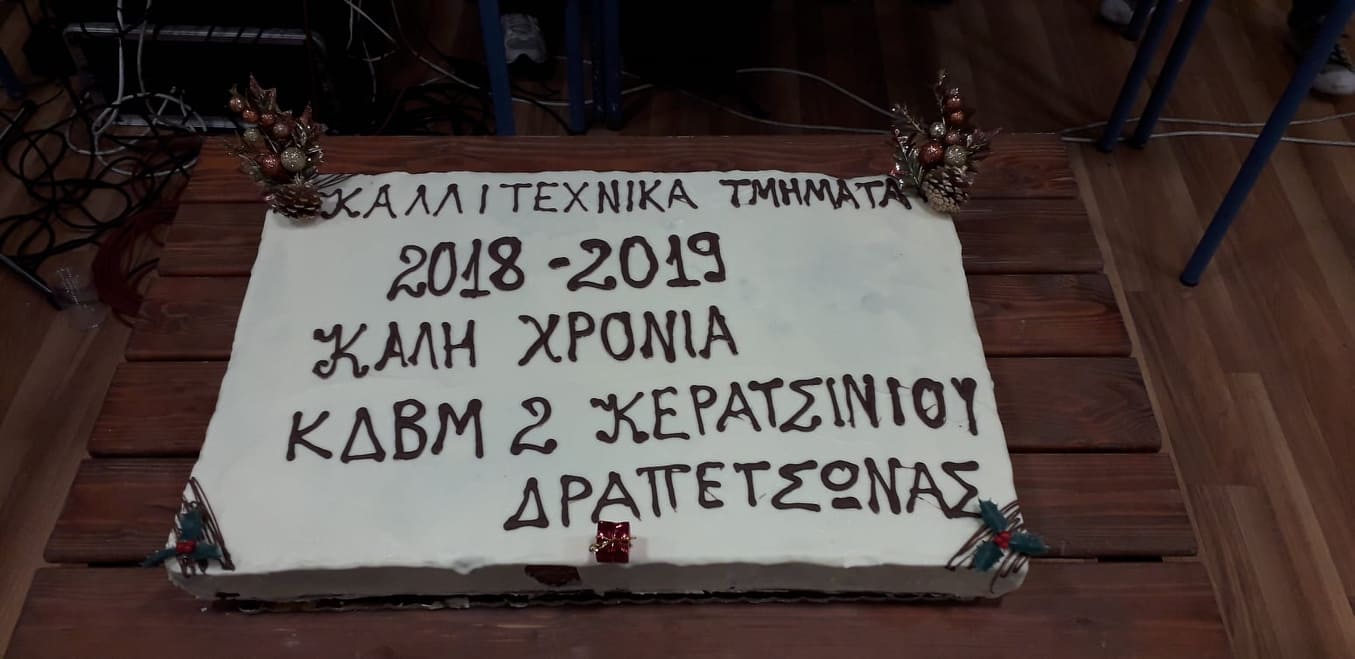 ΚΑΛΛΙΤΕΧΝΙΚΑ ΤΜΗΜΑΤΑ
2018-2019
ΚΑΛΗ ΧΡΟΝΙΑ
ΚΔΒΜ 2 ΚΕΡΑΤΣΙΝΙΟΥ
ΔΡΑΠΕΤΣΩΝΑΣ